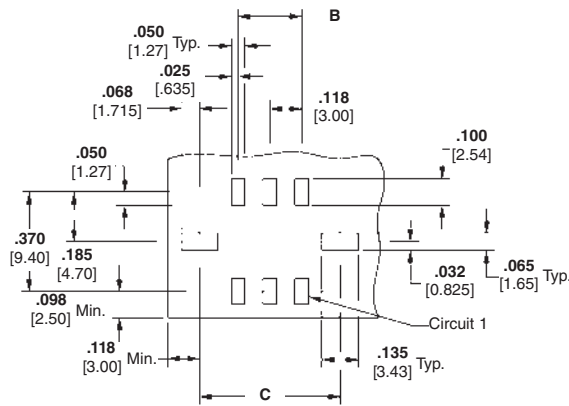 B
.050
[1.27] Typ.
.025
[.635]
.068
[1.715]
.118
[3.00]
.100
[2.54]
.050
[1.27]
.370
[9.40]
.185
[4.70]
.032
[0.825]
.065
[1.65] Typ.
.098
[2.50] Min.
Circuit 1
.118
[3.00] Min.
.135
[3.43] Typ.
C